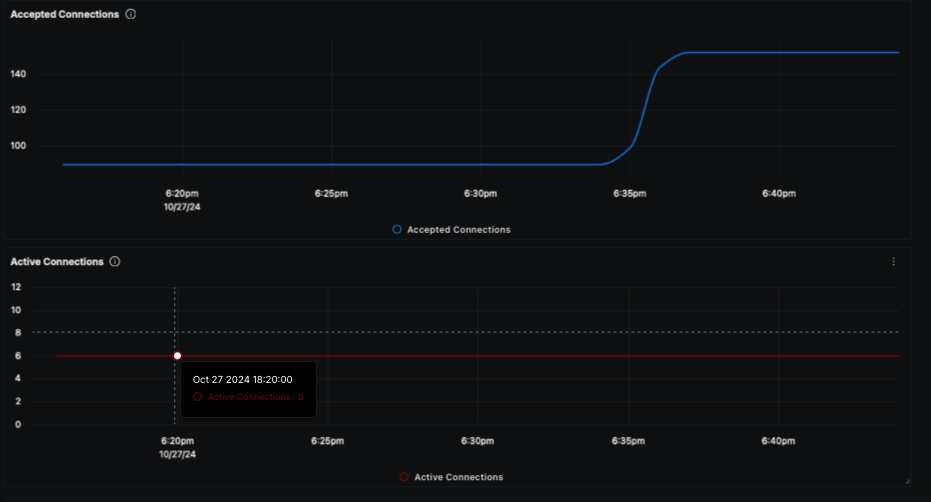 Accepted Connections
140
120
100
6:20pm 6:25pm 6:30pm 6:35pm 6:40pm
10/27/24
Accepted Connections
Active Connections
12
10
8
6
4
2
0
Oct 27 2024 18:20:00
Active Connections : 6
6:20pm 6:25pm 6:30pm 6:35pm 6:40pm
10/27/24
Active Connections